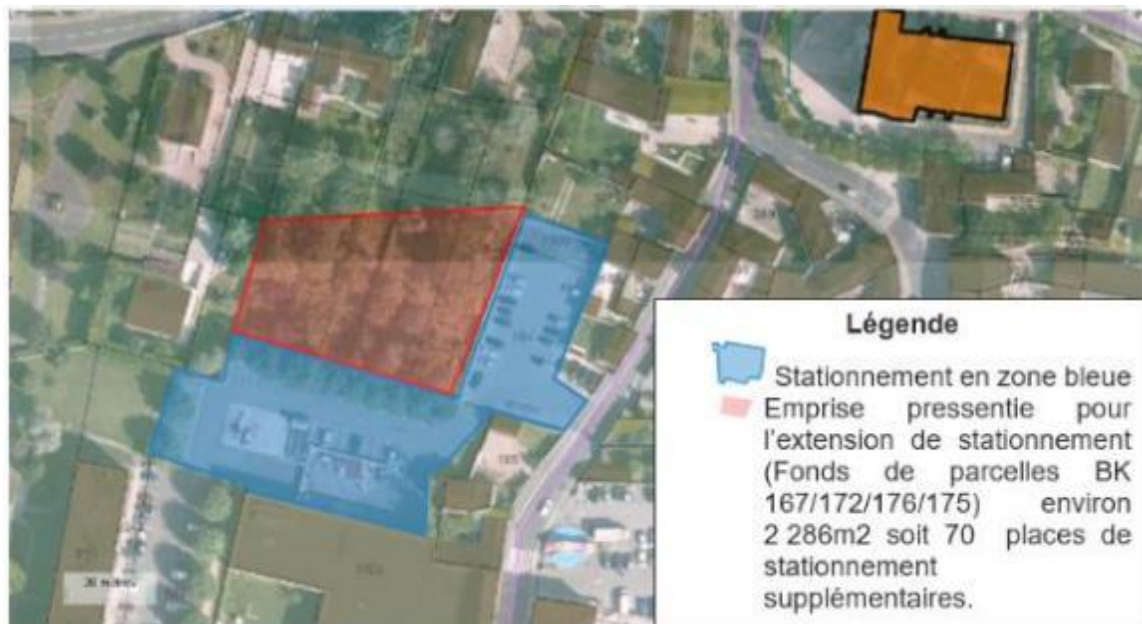 Légende
Stationnement en zone bleue
Emprise pressentie pour
l'extension de stationnement
(Fonds de parcelles BK
167/172/176/175) environ
2 286m2 soit 70 places de
stationnement
supplémentaires.